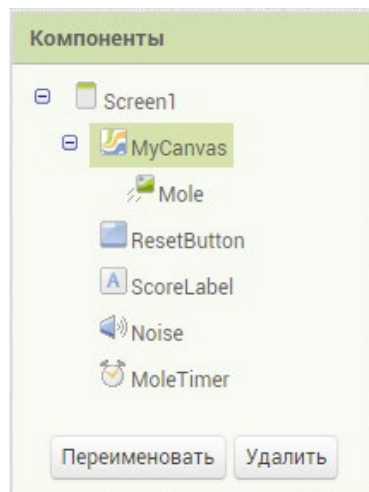 Компоненты
Screen1
MyCanvas
Mole
ResetButton
A ScoreLabel
Noise
MoleTimer
Переименовать Удалить